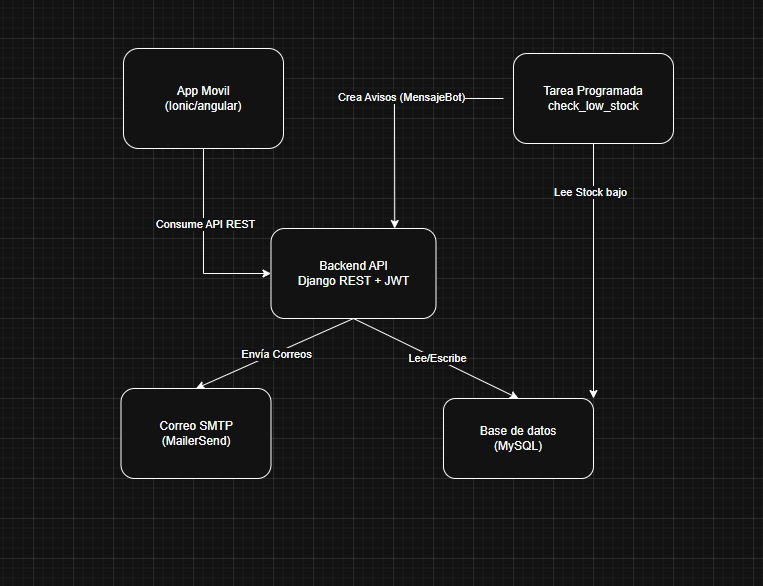 App Movil
(Ionic/angular)
Crea Avisos (MensajeBot)
Tarea Programada
check_low_stock
Lee Stock bajo
Consume API REST
Backend API
Django REST + JWT
Envía Correos
Lee/Escribe
Correo SMTP
(MailerSend)
Base de datos
(MySQL)